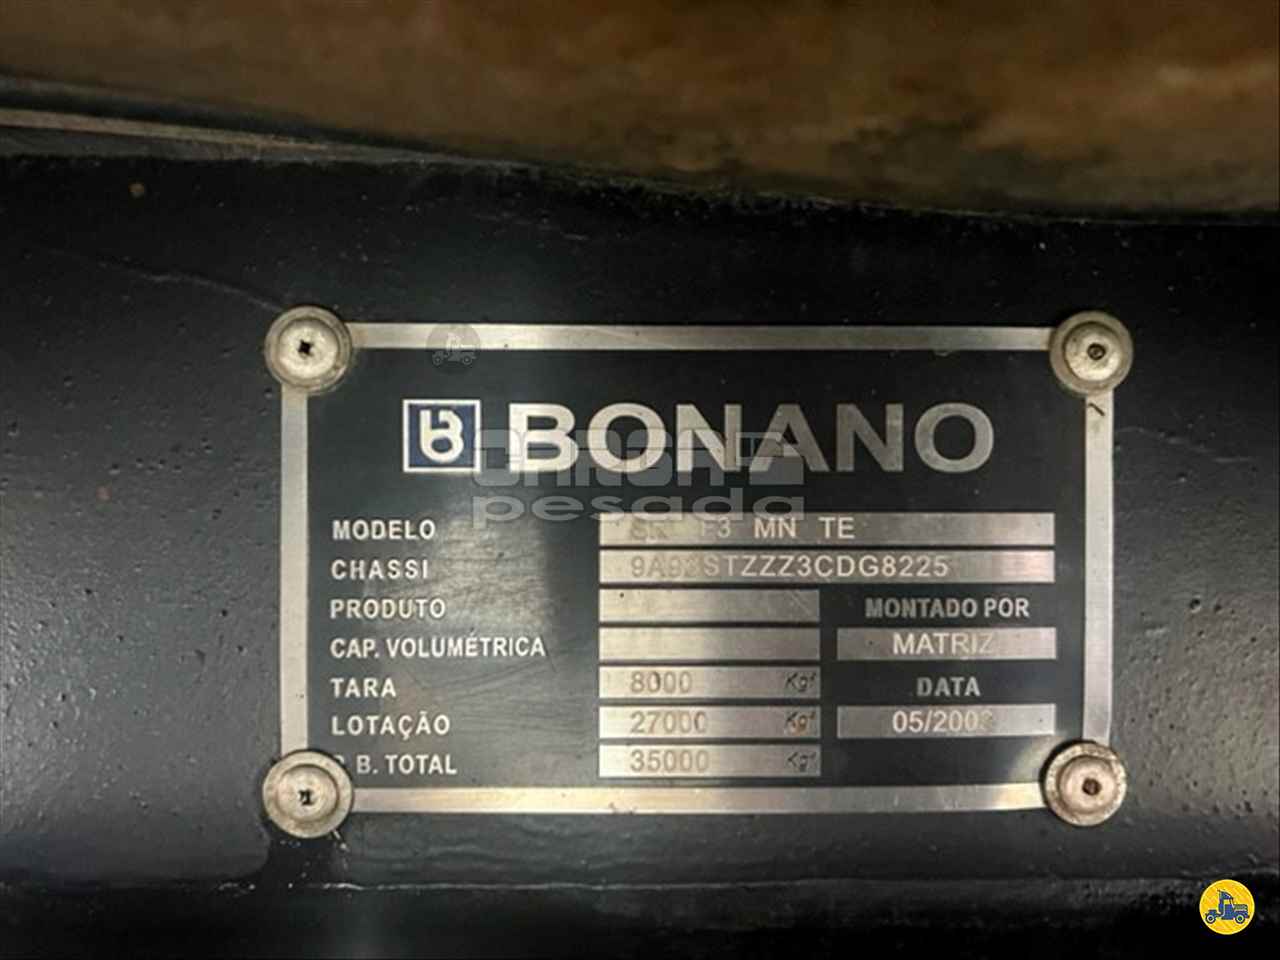 BONANO
CARGA
pesada
MODELO F3 MN TE
CHASSI
PRODUTO MONTADO POR
CAP. VOLUMÉTRICA MATRIZ
TARA 8000 Kgf DATA
LOTAÇÃO 27000 Kgf
B. TOTAL 35000 Kgf